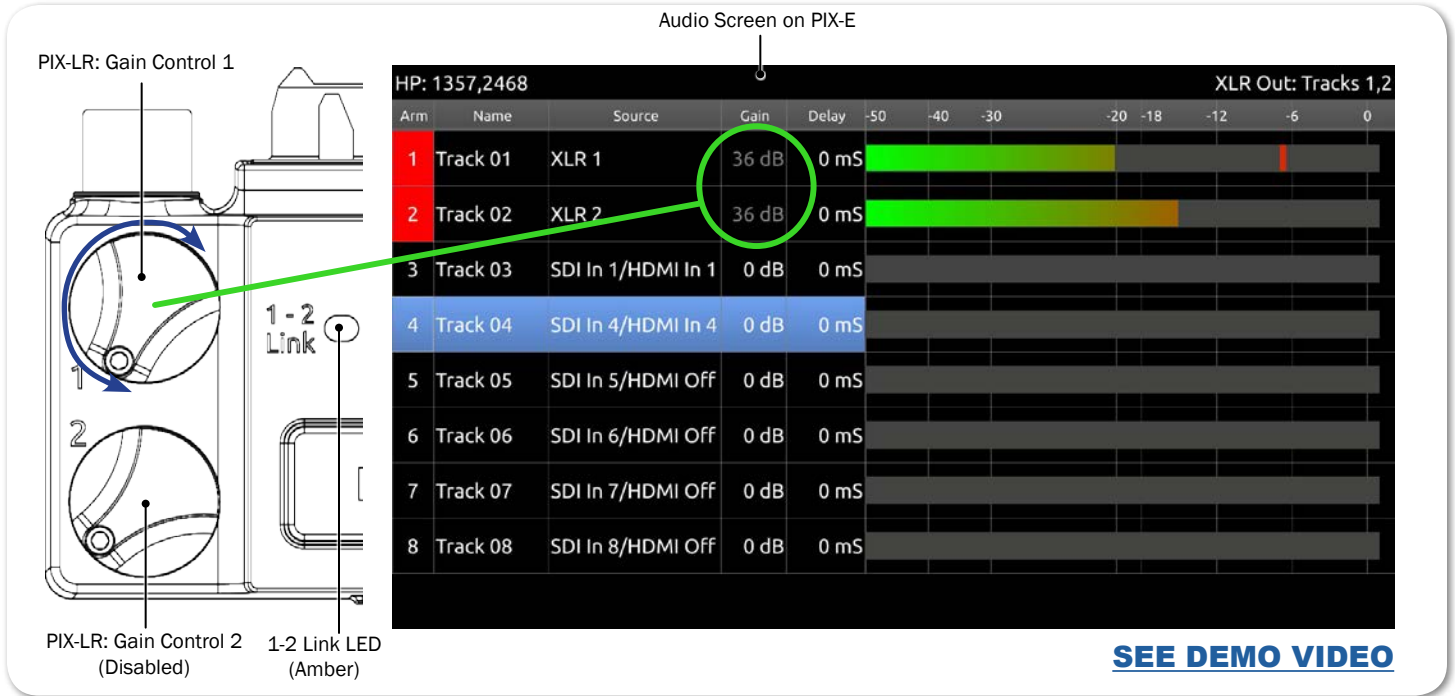 Audio Screen on PIX-E
PIX-LR: Gain Control 1
HP: 1357,2468 XLR Out: Tracks 1,2
Arm Name Source Gain Delay -50 -40 -30 -20 -18 -12 -6 0
1 Track 01 XLR 1 36 dB 0 mS
2 Track 02 XLR 2 36 dB 0 mS
3 Track 03 SDI In 1/HDMI In 1 0 dB 0 mS
4 Track 04 SDI In 4/HDMI In 4 0 dB 0 mS
5 Track 05 SDI In 5/HDMI Off 0 dB 0 mS
6 Track 06 SDI In 6/HDMI Off 0 dB 0 mS
7 Track 07 SDI In 7/HDMI Off 0 dB 0 mS
8 Track 08 SDI In 8/HDMI Off 0 dB 0 mS
1 - 2
Link
1
2
PIX-LR: Gain Control 2
(Disabled)
1-2 Link LED
(Amber)
SEE DEMO VIDEO